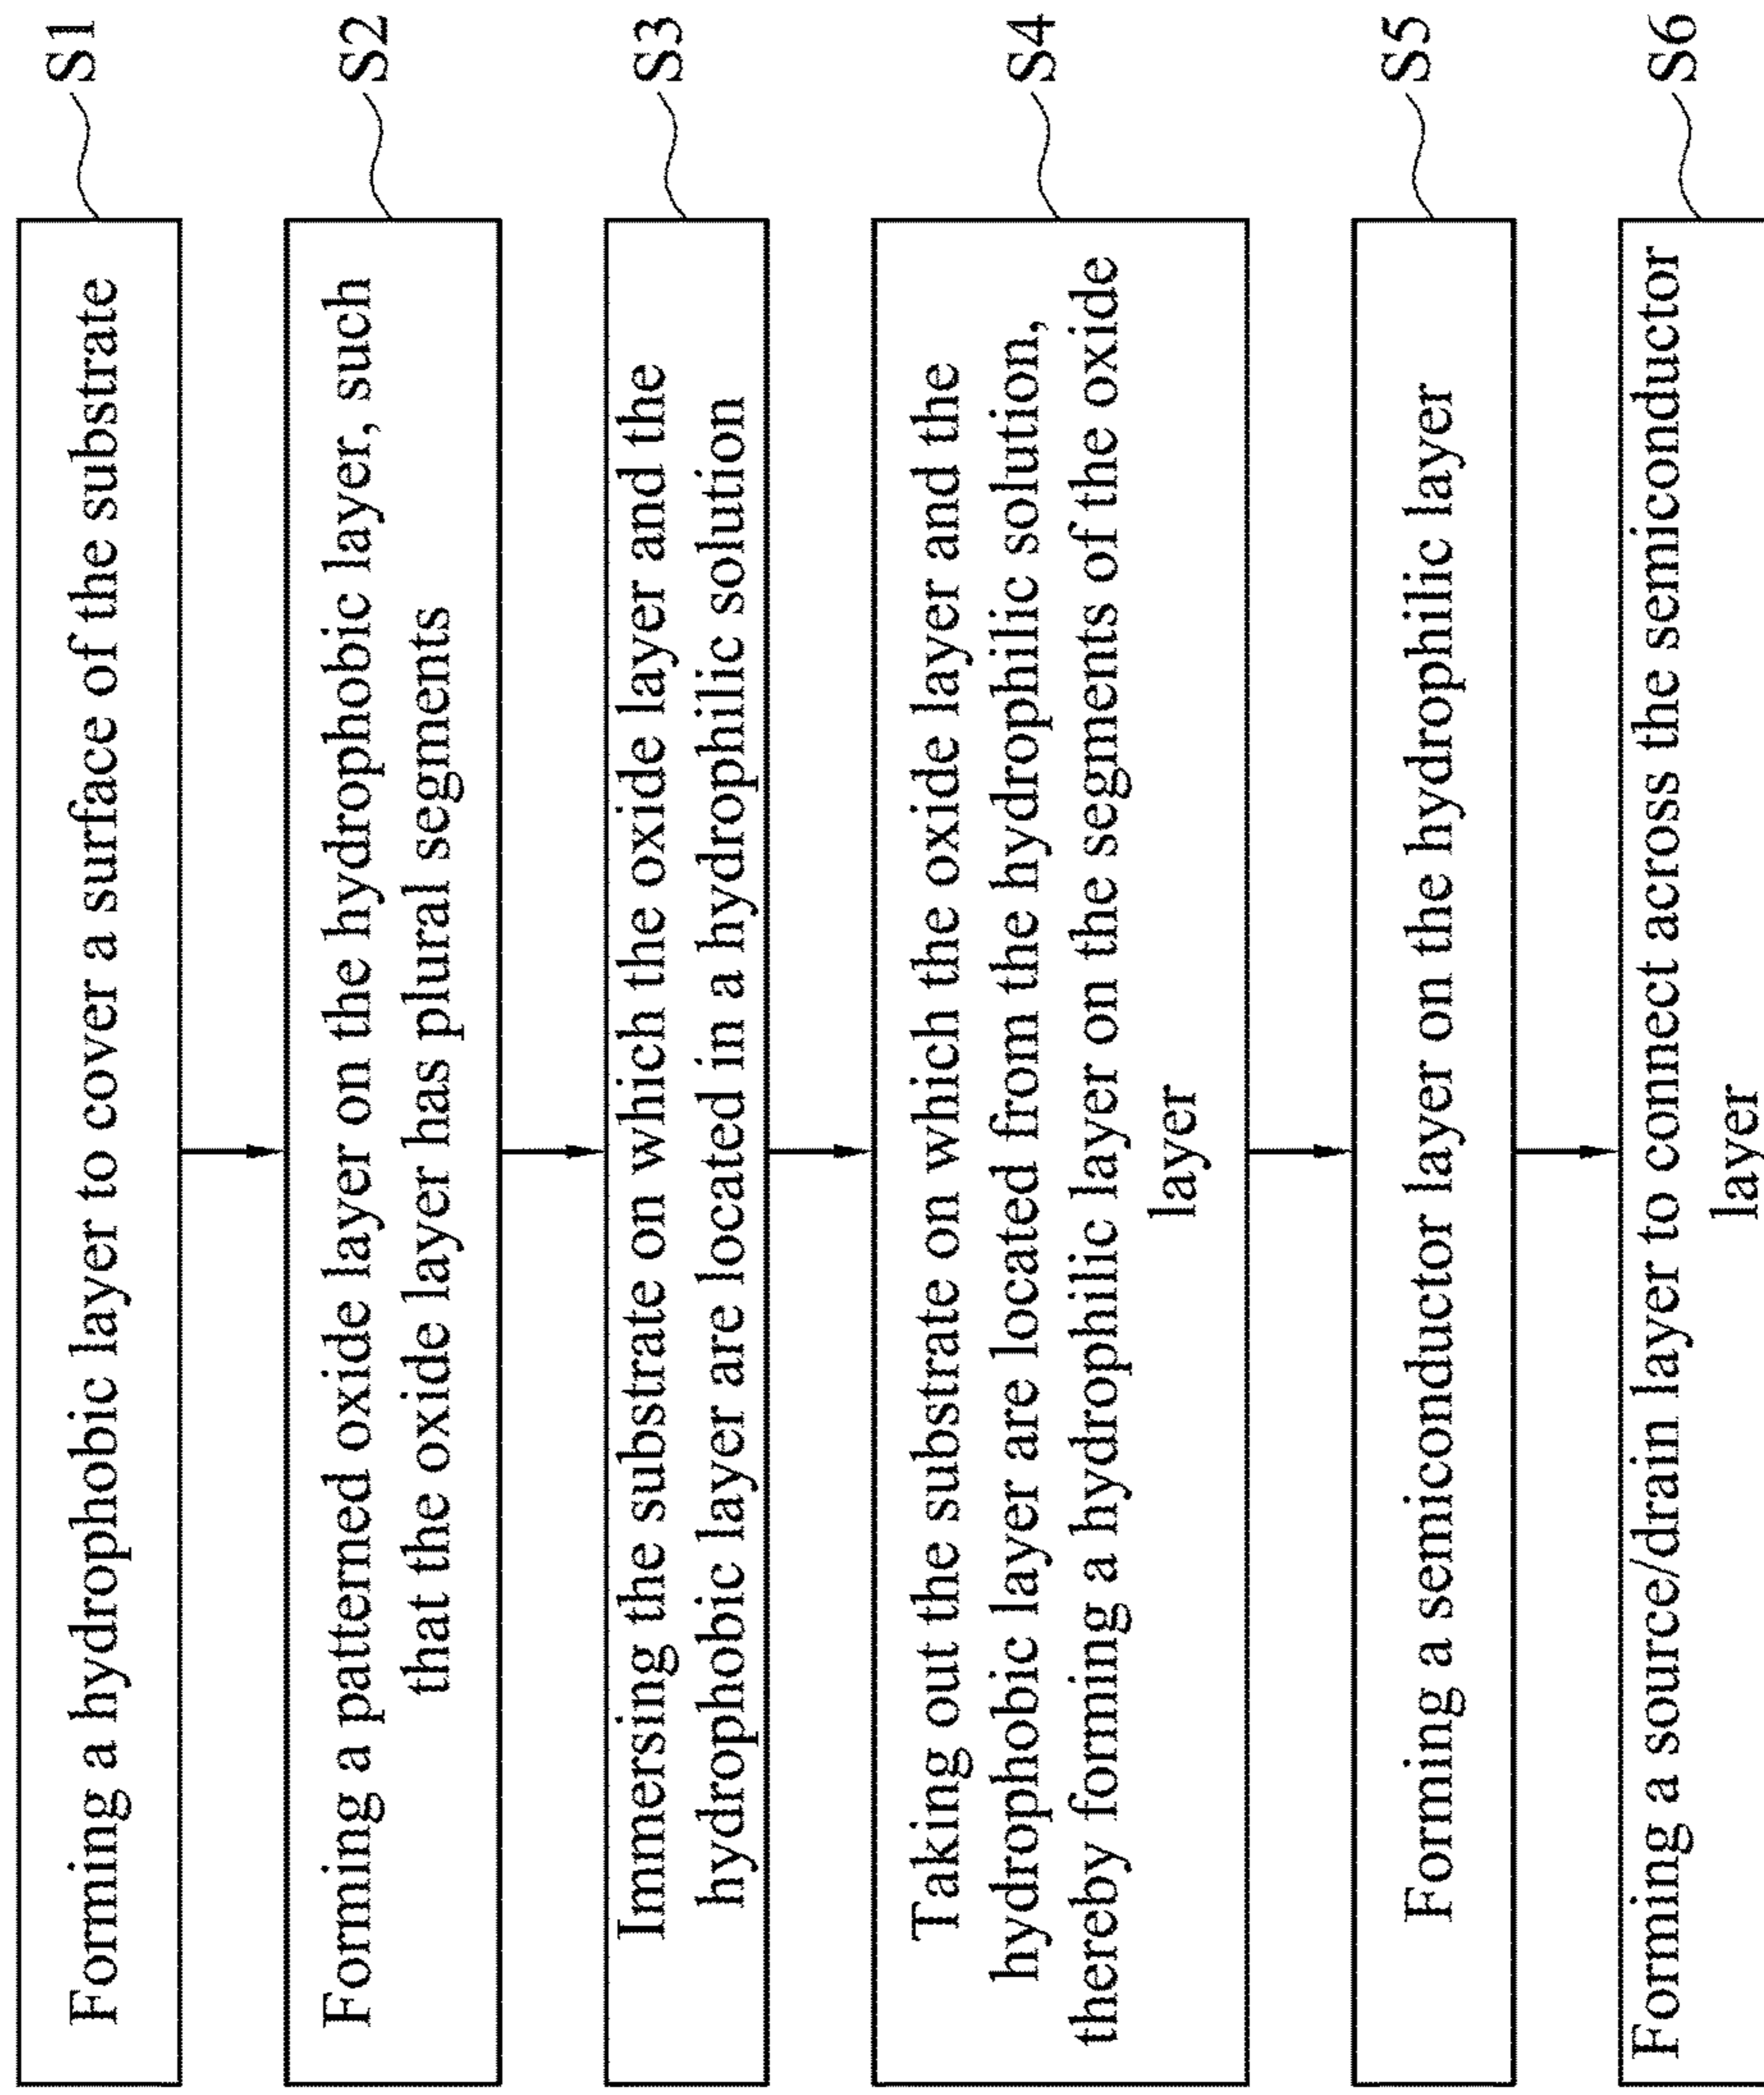 Forming a hydrophobic layer to cover a surface of the substrate
S1
Forming a patterned oxide layer on the hydrophobic layer, such
that the oxide layer has plural segments
S2
Immersing the substrate on which the oxide layer and the
hydrophobic layer are located in a hydrophilic solution
S3
Taking out the substrate on which the oxide layer and the
hydrophobic layer are located from the hydrophilic solution,
thereby forming a hydrophilic layer on the segments of the oxide
layer
S4
Forming a semiconductor layer on the hydrophilic layer
S5
Forming a source/drain layer to connect across the semiconductor
layer
S6